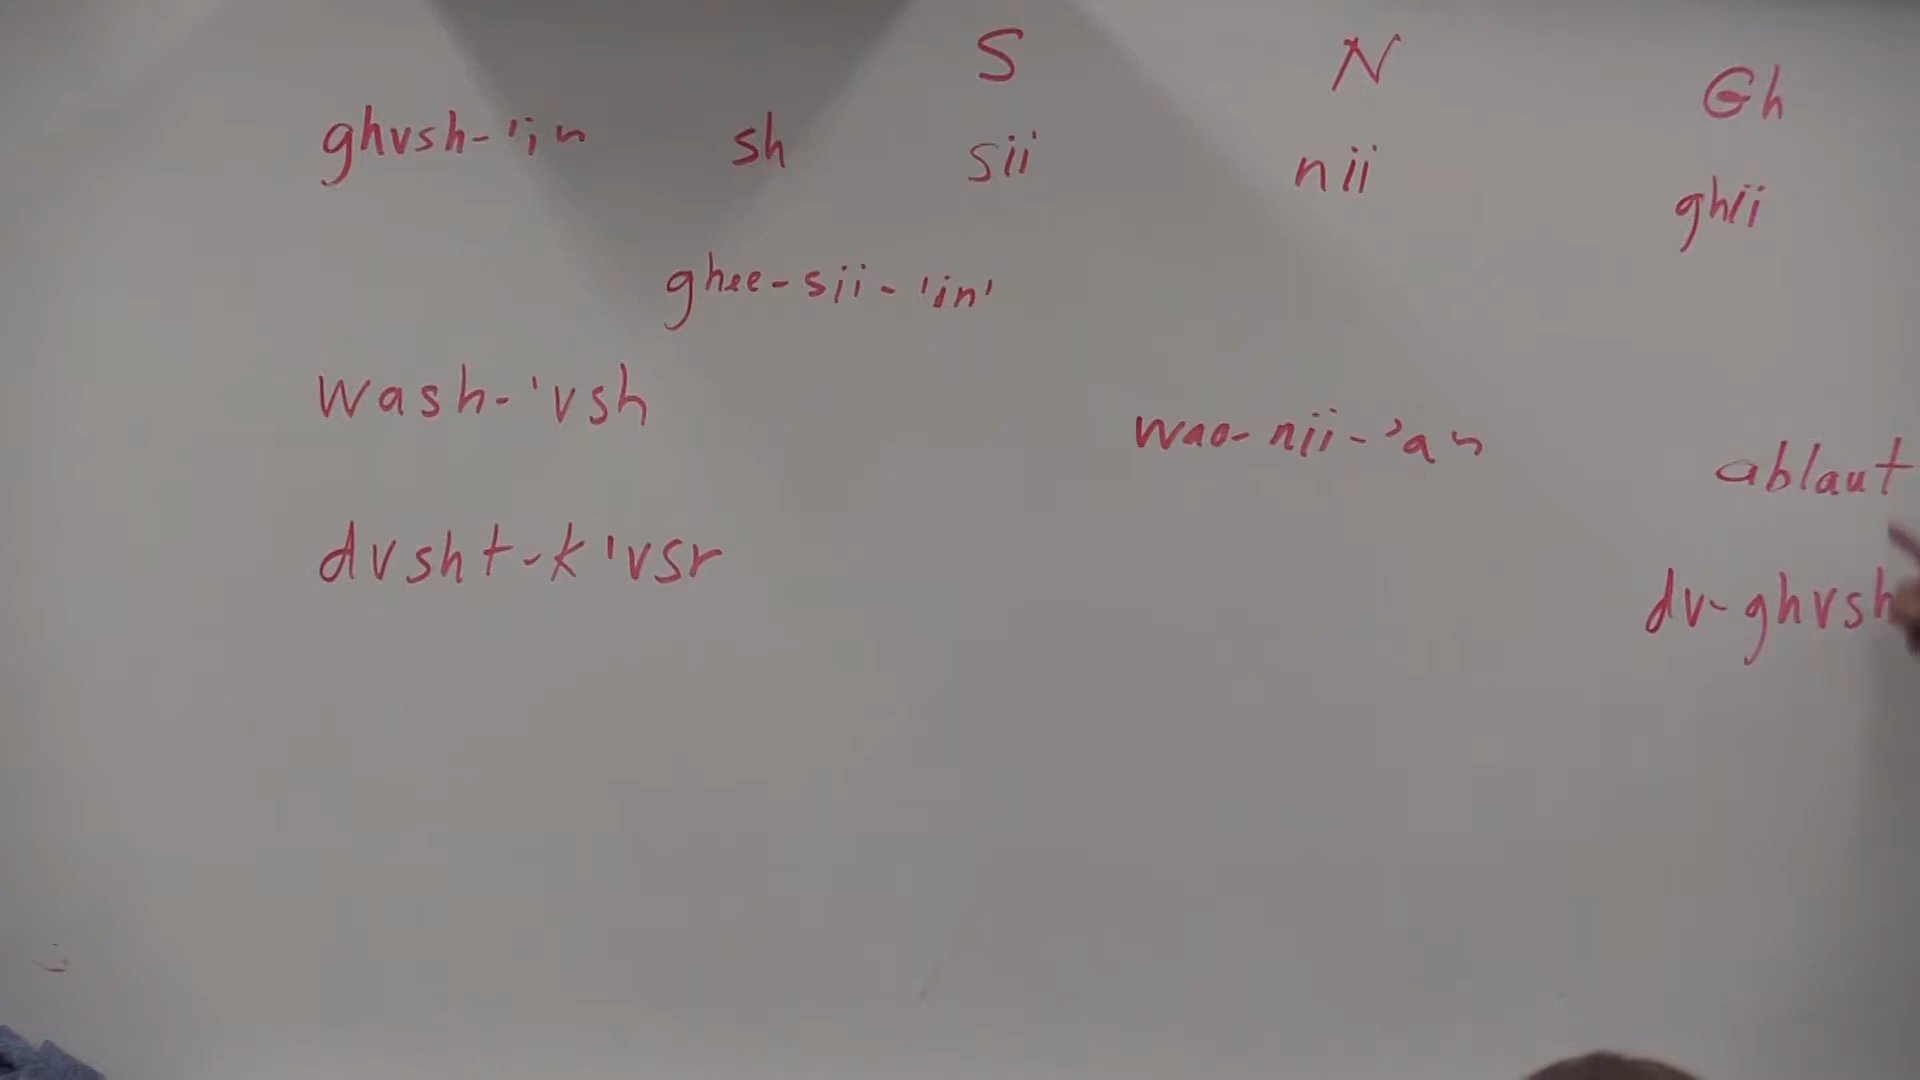 S N Gh
ghvsh-'in sh sii nii ghii
ghee-sii-'in'
wash-'vsh
wao-nii-'an
ablaut
dvsht-k'vsr
dv-ghvsh